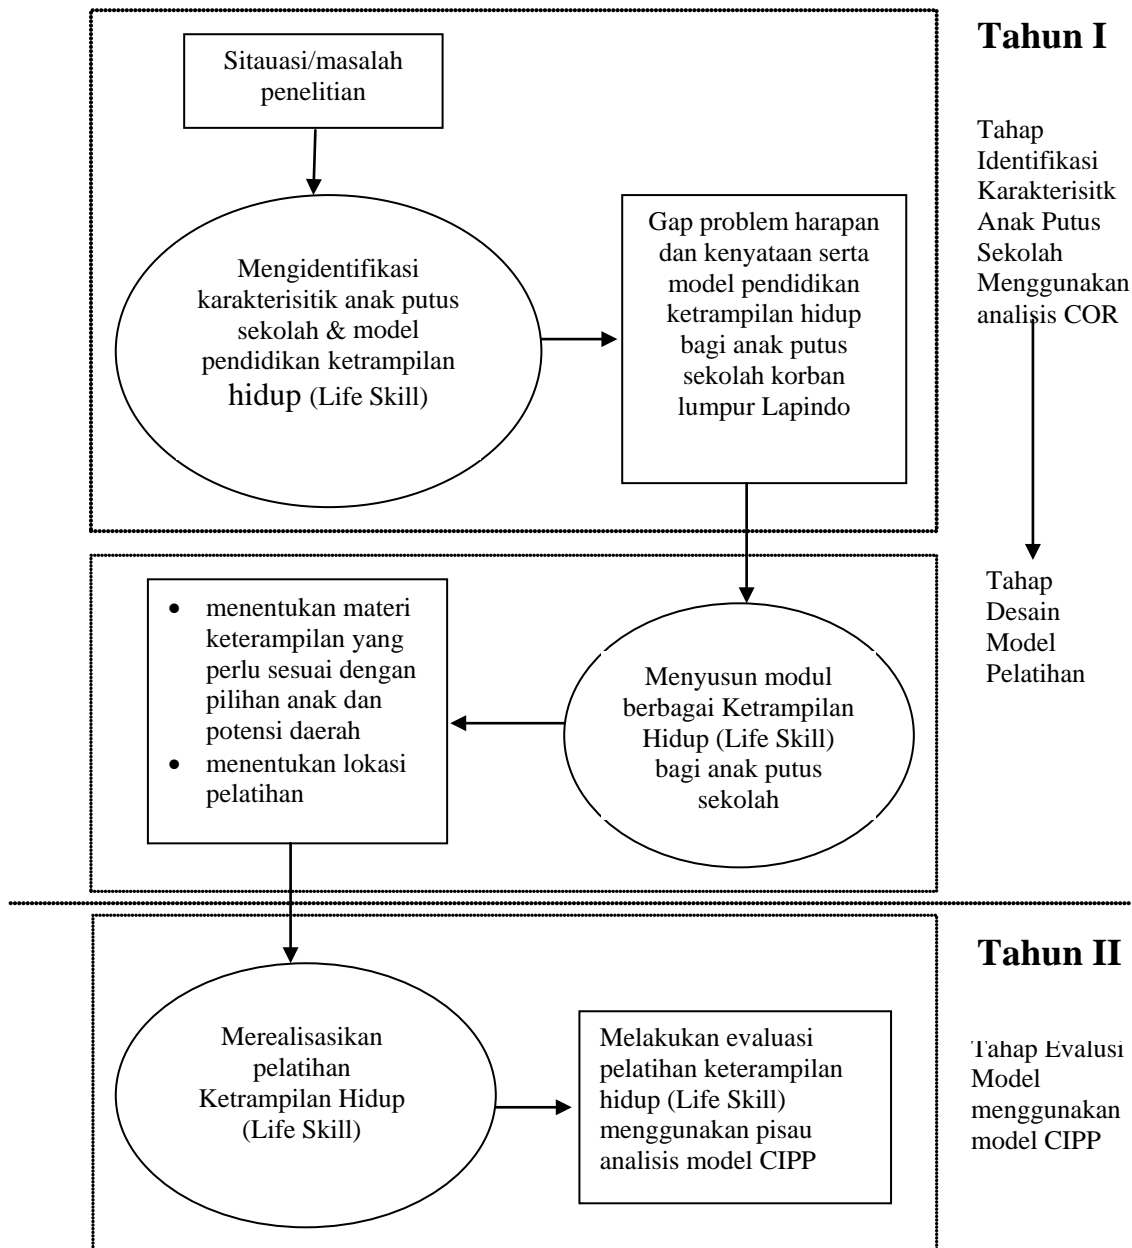 Tahun I
Sitauasi/masalah
penelitian
Tahap
Identifikasi
Karakterisitk
Anak Putus
Sekolah
Menggunakan
analisis COR
Mengidentifikasi
karakterisitik anak putus
sekolah & model
pendidikan ketrampilan
hidup (Life Skill)
Gap problem harapan
dan kenyataan serta
model pendidikan
ketrampilan hidup
bagi anak putus
sekolah korban
lumpur Lapindo
Tahap
Desain
Model
Pelatihan
• menentukan materi
keterampilan yang
perlu sesuai dengan
pilihan anak dan
potensi daerah
• menentukan lokasi
pelatihan
Menyusun modul
berbagai Ketrampilan
Hidup (Life Skill)
bagi anak putus
sekolah
Tahun II
Merealisasikan
pelatihan
Ketrampilan Hidup
(Life Skill)
Melakukan evaluasi
pelatihan keterampilan
hidup (Life Skill)
menggunakan pisau
analisis model CIPP
Tahap Evalusi
Model
menggunakan
model CIPP